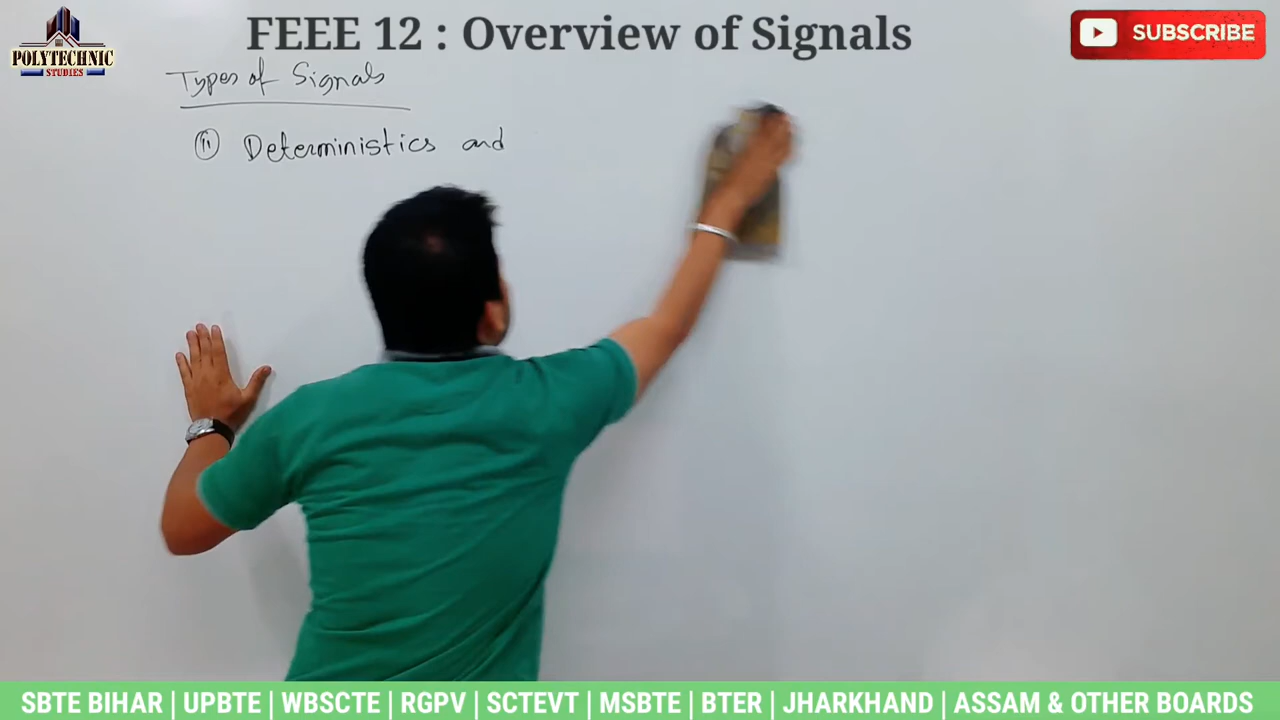 FEEE 12 : Overview of Signals
POLYTECHNIC
STUDIES
SUBSCRIBE
Types of Signals
(ii) Deterministics and
SBTE BIHAR | UPBTE | WBSCTE | RGPV | SCTEVT | MSBTE | BTER | JHARKHAND | ASSAM & OTHER BOARDS